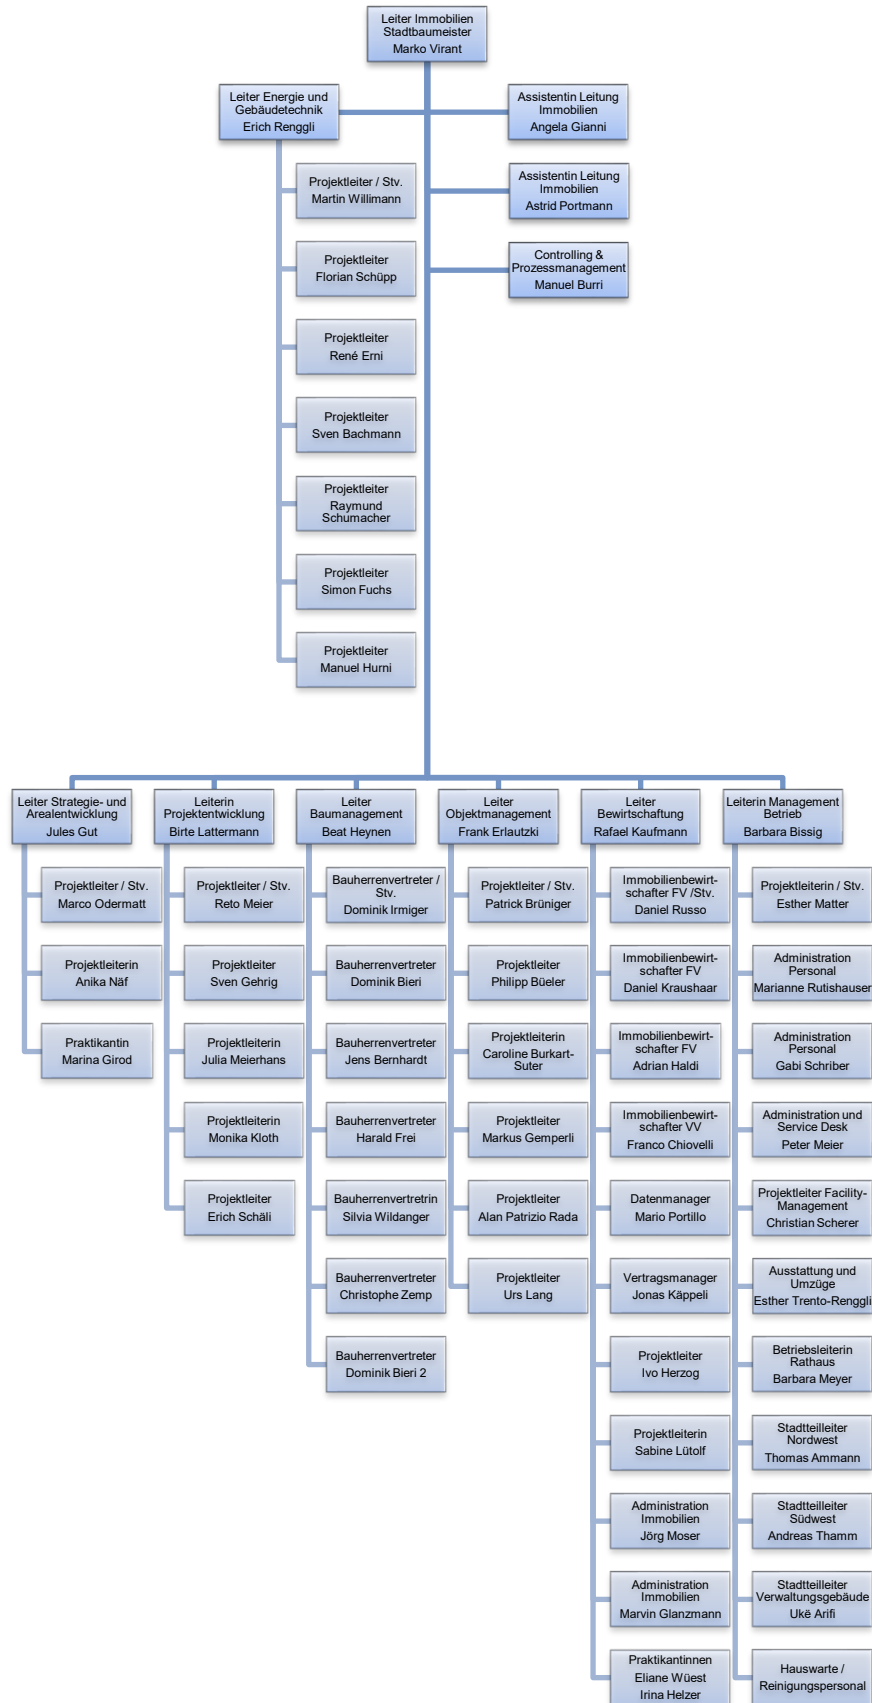 Leiter Immobilien
Stadtbaumeister
Marko Virant
Leiter Energie und
Gebäudetechnik
Erich Renggli
Assistentin Leitung
Immobilien
Angela Gianni
Projektleiter / Stv.
Martin Willimann
Assistentin Leitung
Immobilien
Astrid Portmann
Projektleiter
Florian Schüpp
Controlling &
Prozessmanagement
Manuel Burri
Projektleiter
René Erni
Projektleiter
Sven Bachmann
Projektleiter
Raymund
Schumacher
Projektleiter
Simon Fuchs
Projektleiter
Manuel Hurni
Leiter Strategie- und
Arealentwicklung
Jules Gut
Projektleiter / Stv.
Marco Odermatt
Projektleiterin
Anika Näf
Praktikantin
Marina Girod
Leiterin
Projektentwicklung
Birte Lattermann
Projektleiter / Stv.
Reto Meier
Projektleiter
Sven Gehrig
Projektleiterin
Julia Meierhans
Projektleiterin
Monika Kloth
Projektleiter
Erich Schäli
Leiter
Baumanagement
Beat Heynen
Bauherrenvertreter /
Stv.
Dominik Irmiger
Bauherrenvertreter
Dominik Bieri
Bauherrenvertreter
Jens Bernhardt
Bauherrenvertreter
Harald Frei
Bauherrenvertretrin
Silvia Wildanger
Bauherrenvertreter
Christophe Zemp
Bauherrenvertreter
Dominik Bieri 2
Leiter
Objektmanagement
Frank Erlautzki
Projektleiter / Stv.
Patrick Brüniger
Projektleiter
Philipp Büeler
Projektleiterin
Caroline Burkart-
Suter
Projektleiter
Markus Gemperli
Projektleiter
Alan Patrizio Rada
Projektleiter
Urs Lang
Leiter
Bewirtschaftung
Rafael Kaufmann
Immobilienbewirt-
schafter FV /Stv.
Daniel Russo
Immobilienbewirt-
schafter FV
Daniel Kraushaar
Immobilienbewirt-
schafter FV
Adrian Haldi
Immobilienbewirt-
schafter VV
Franco Chiovelli
Datenmanager
Mario Portillo
Vertragsmanager
Jonas Käppeli
Projektleiter
Ivo Herzog
Projektleiterin
Sabine Lütolf
Administration
Immobilien
Jörg Moser
Administration
Immobilien
Marvin Glanzmann
Praktikantinnen
Eliane Wüest
Irina Helzer
Leiterin Management
Betrieb
Barbara Bissig
Projektleiterin / Stv.
Esther Matter
Administration
Personal
Marianne Rutishauser
Administration
Personal
Gabi Schriber
Administration und
Service Desk
Peter Meier
Projektleiter Facility-
Management
Christian Scherer
Ausstattung und
Umzüge
Esther Trento-Renggli
Betriebsleiterin
Rathaus
Barbara Meyer
Stadtteilleiter
Nordwest
Thomas Ammann
Stadtteilleiter
Südwest
Andreas Thamm
Stadtteilleiter
Verwaltungsgebäude
Ukë Arifi
Hauswarte /
Reinigungspersonal